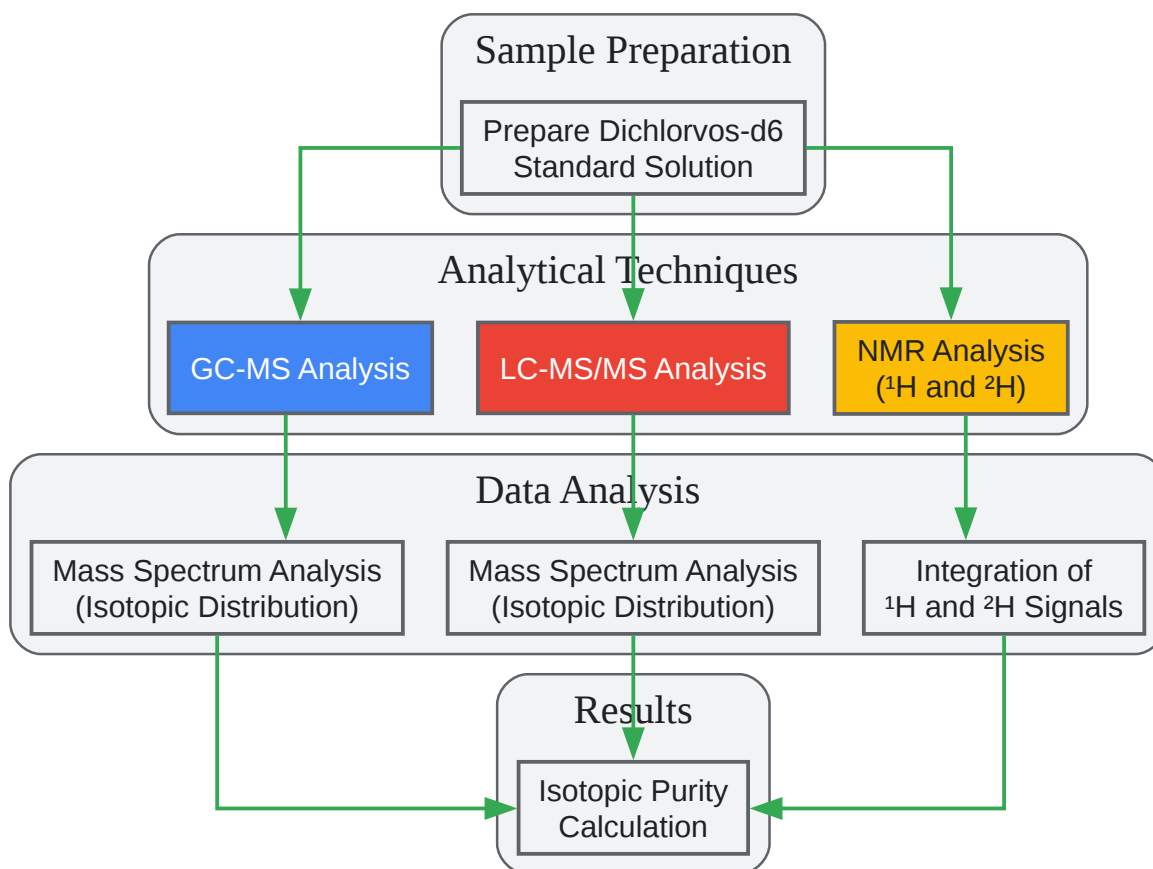 Sample Preparation
Prepare Dichlorvos-d6
Standard Solution
Analytical Techniques
GC-MS Analysis
LC-MS/MS Analysis
NMR Analysis
(¹H and ²H)
Data Analysis
Mass Spectrum Analysis
(Isotopic Distribution)
Mass Spectrum Analysis
(Isotopic Distribution)
Integration of
¹H and ²H Signals
Results
Isotopic Purity
Calculation